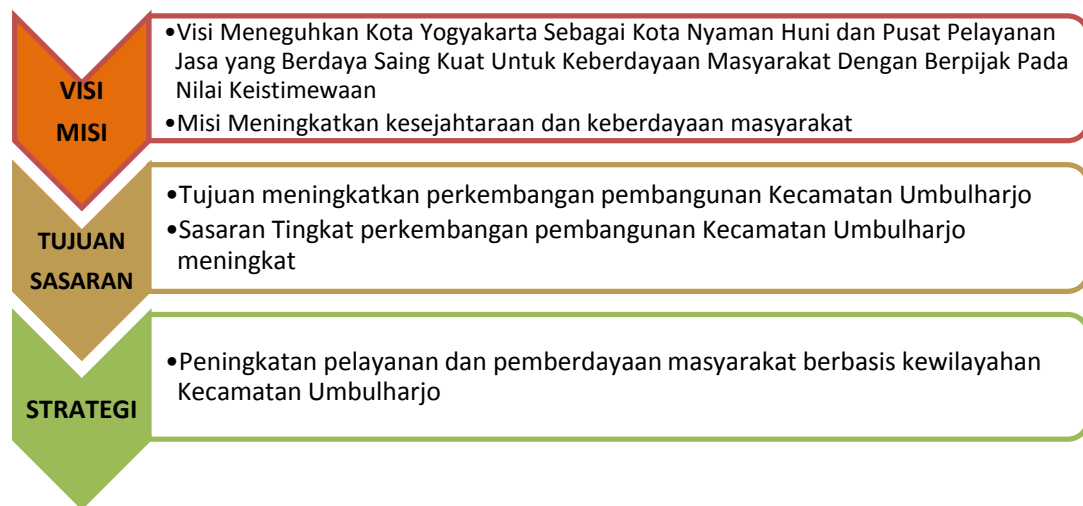 VISI
MISI
•Visi Meneguhkan Kota Yogyakarta Sebagai Kota Nyaman Huni dan Pusat Pelayanan
Jasa yang Berdaya Saing Kuat Untuk Keberdayaan Masyarakat Dengan Berpijak Pada
Nilai Keistimewaan
•Misi Meningkatkan kesejahtaraan dan keberdayaan masyarakat
TUJUAN
SASARAN
•Tujuan meningkatkan perkembangan pembangunan Kecamatan Umbulharjo
•Sasaran Tingkat perkembangan pembangunan Kecamatan Umbulharjo
meningkat
STRATEGI
•Peningkatan pelayanan dan pemberdayaan masyarakat berbasis kewilayahan
Kecamatan Umbulharjo